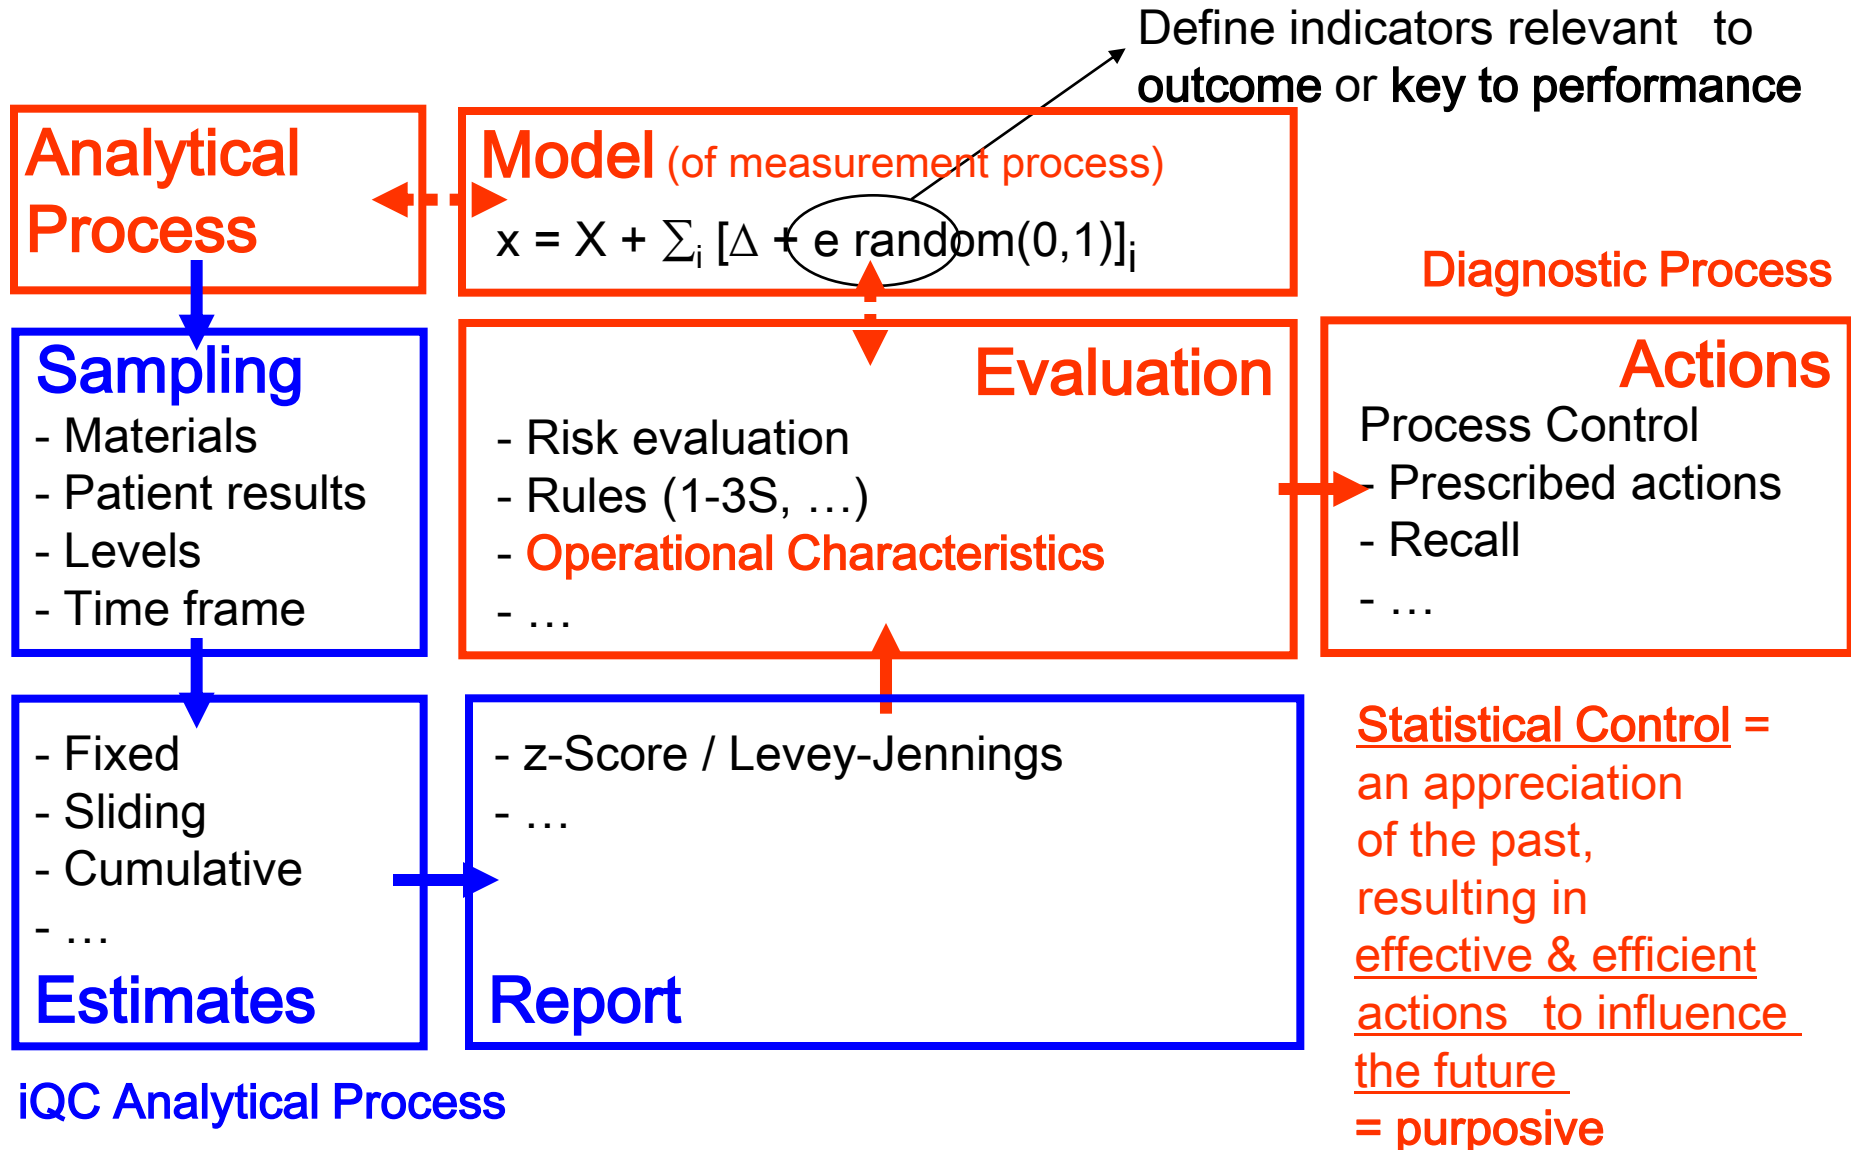 Define indicators relevant to
outcome or key to performance
Analytical
Process
Model (of measurement process)
x = X + ∑i [Δ + e random(0,1)]i
Diagnostic Process
Sampling
- Materials
- Patient results
- Levels
- Time frame
Evaluation
- Risk evaluation
- Rules (1-3S, …)
- Operational Characteristics
- …
Actions
Process Control
- Prescribed actions
- Recall
- …
- Fixed
- Sliding
- Cumulative
- …
Estimates
- z-Score / Levey-Jennings
- …
Report
Statistical Control =
an appreciation
of the past,
resulting in
effective & efficient
actions to influence
the future
= purposive
iQC Analytical Process